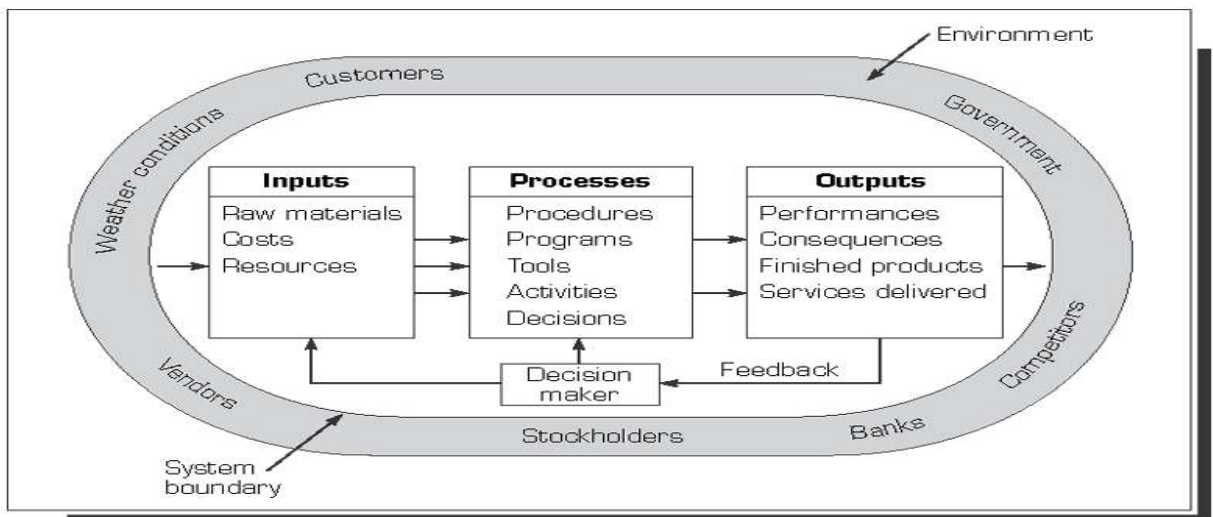 Environment
Customers
Government
Weather conditions
Inputs
Raw materials
Costs
Resources
Processes
Procedures
Programs
Tools
Activities
Decisions
Outputs
Performances
Consequences
Finished products
Services delivered
Decision
maker
Feedback
Vendors
Competitors
Stockholders
Banks
System
boundary